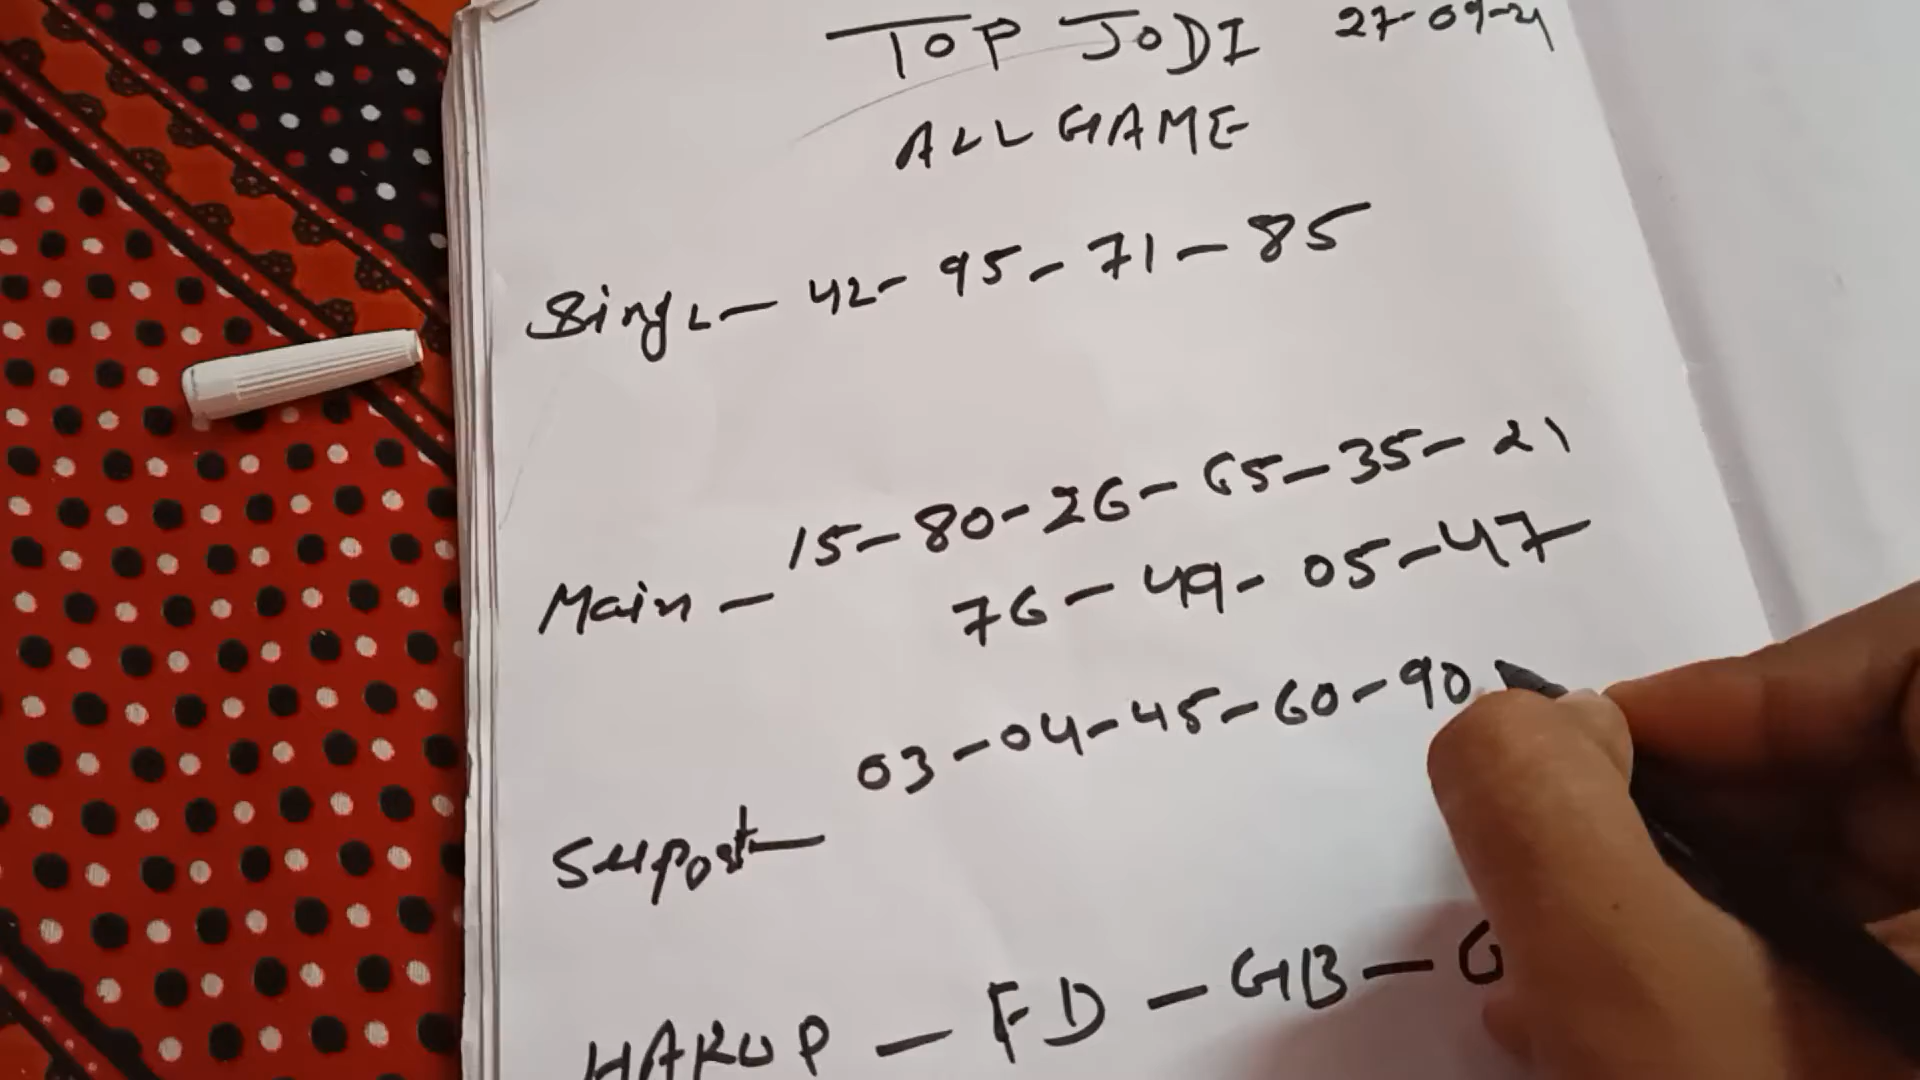 TOP JODI 27-09-21
ALL GAME
Singl — 42 - 95 - 71 - 85
15 - 80 - 26 - 65 - 35 - 21
Main — 76 - 49 - 05 - 47
03 - 04 - 45 - 60 - 90
Suport —
HARUP — FD — GB — G